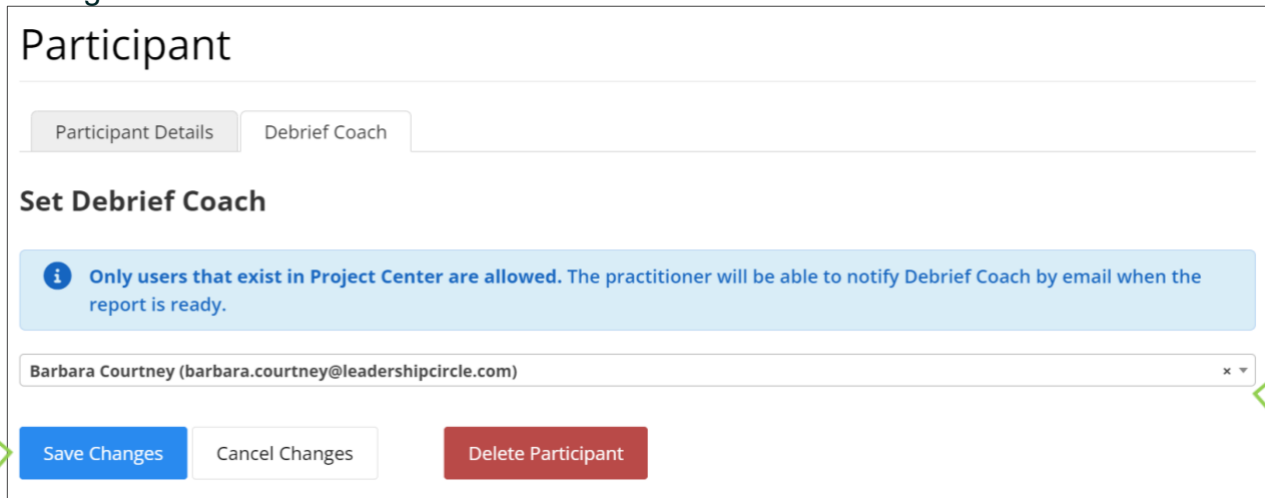 Participant
Participant Details Debrief Coach
Set Debrief Coach
Only users that exist in Project Center are allowed. The practitioner will be able to notify Debrief Coach by email when the
report is ready.
Barbara Courtney (barbara.courtney@leadershipcircle.com) ×
Save Changes Cancel Changes Delete Participant